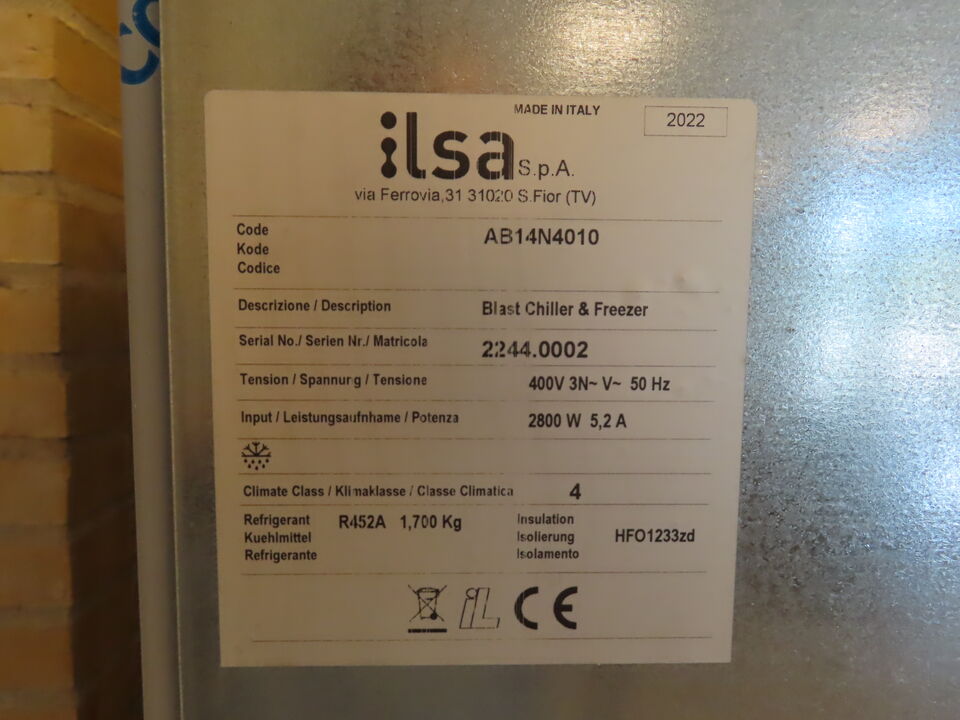 MADE IN ITALY
2022
ilsa S.p.A.
via Ferrovia,31 31020 S.Fior (TV)
Code
Kode
Codice
AB14N4010
Descrizione / Description Blast Chiller & Freezer
Serial No./ Serien Nr./ Matricola 2244.0002
Tension / Spannung / Tensione 400V 3N~ V~ 50 Hz
Input / Leistungsaufnhame / Potenza 2800 W 5,2 A
Climate Class / Klimaklasse / Classe Climatica 4
Refrigerant
Kuehlmittel
Refrigerante
R452A 1,700 Kg
Insulation
Isolierung
Isolamento
HFO1233zd
iL CE